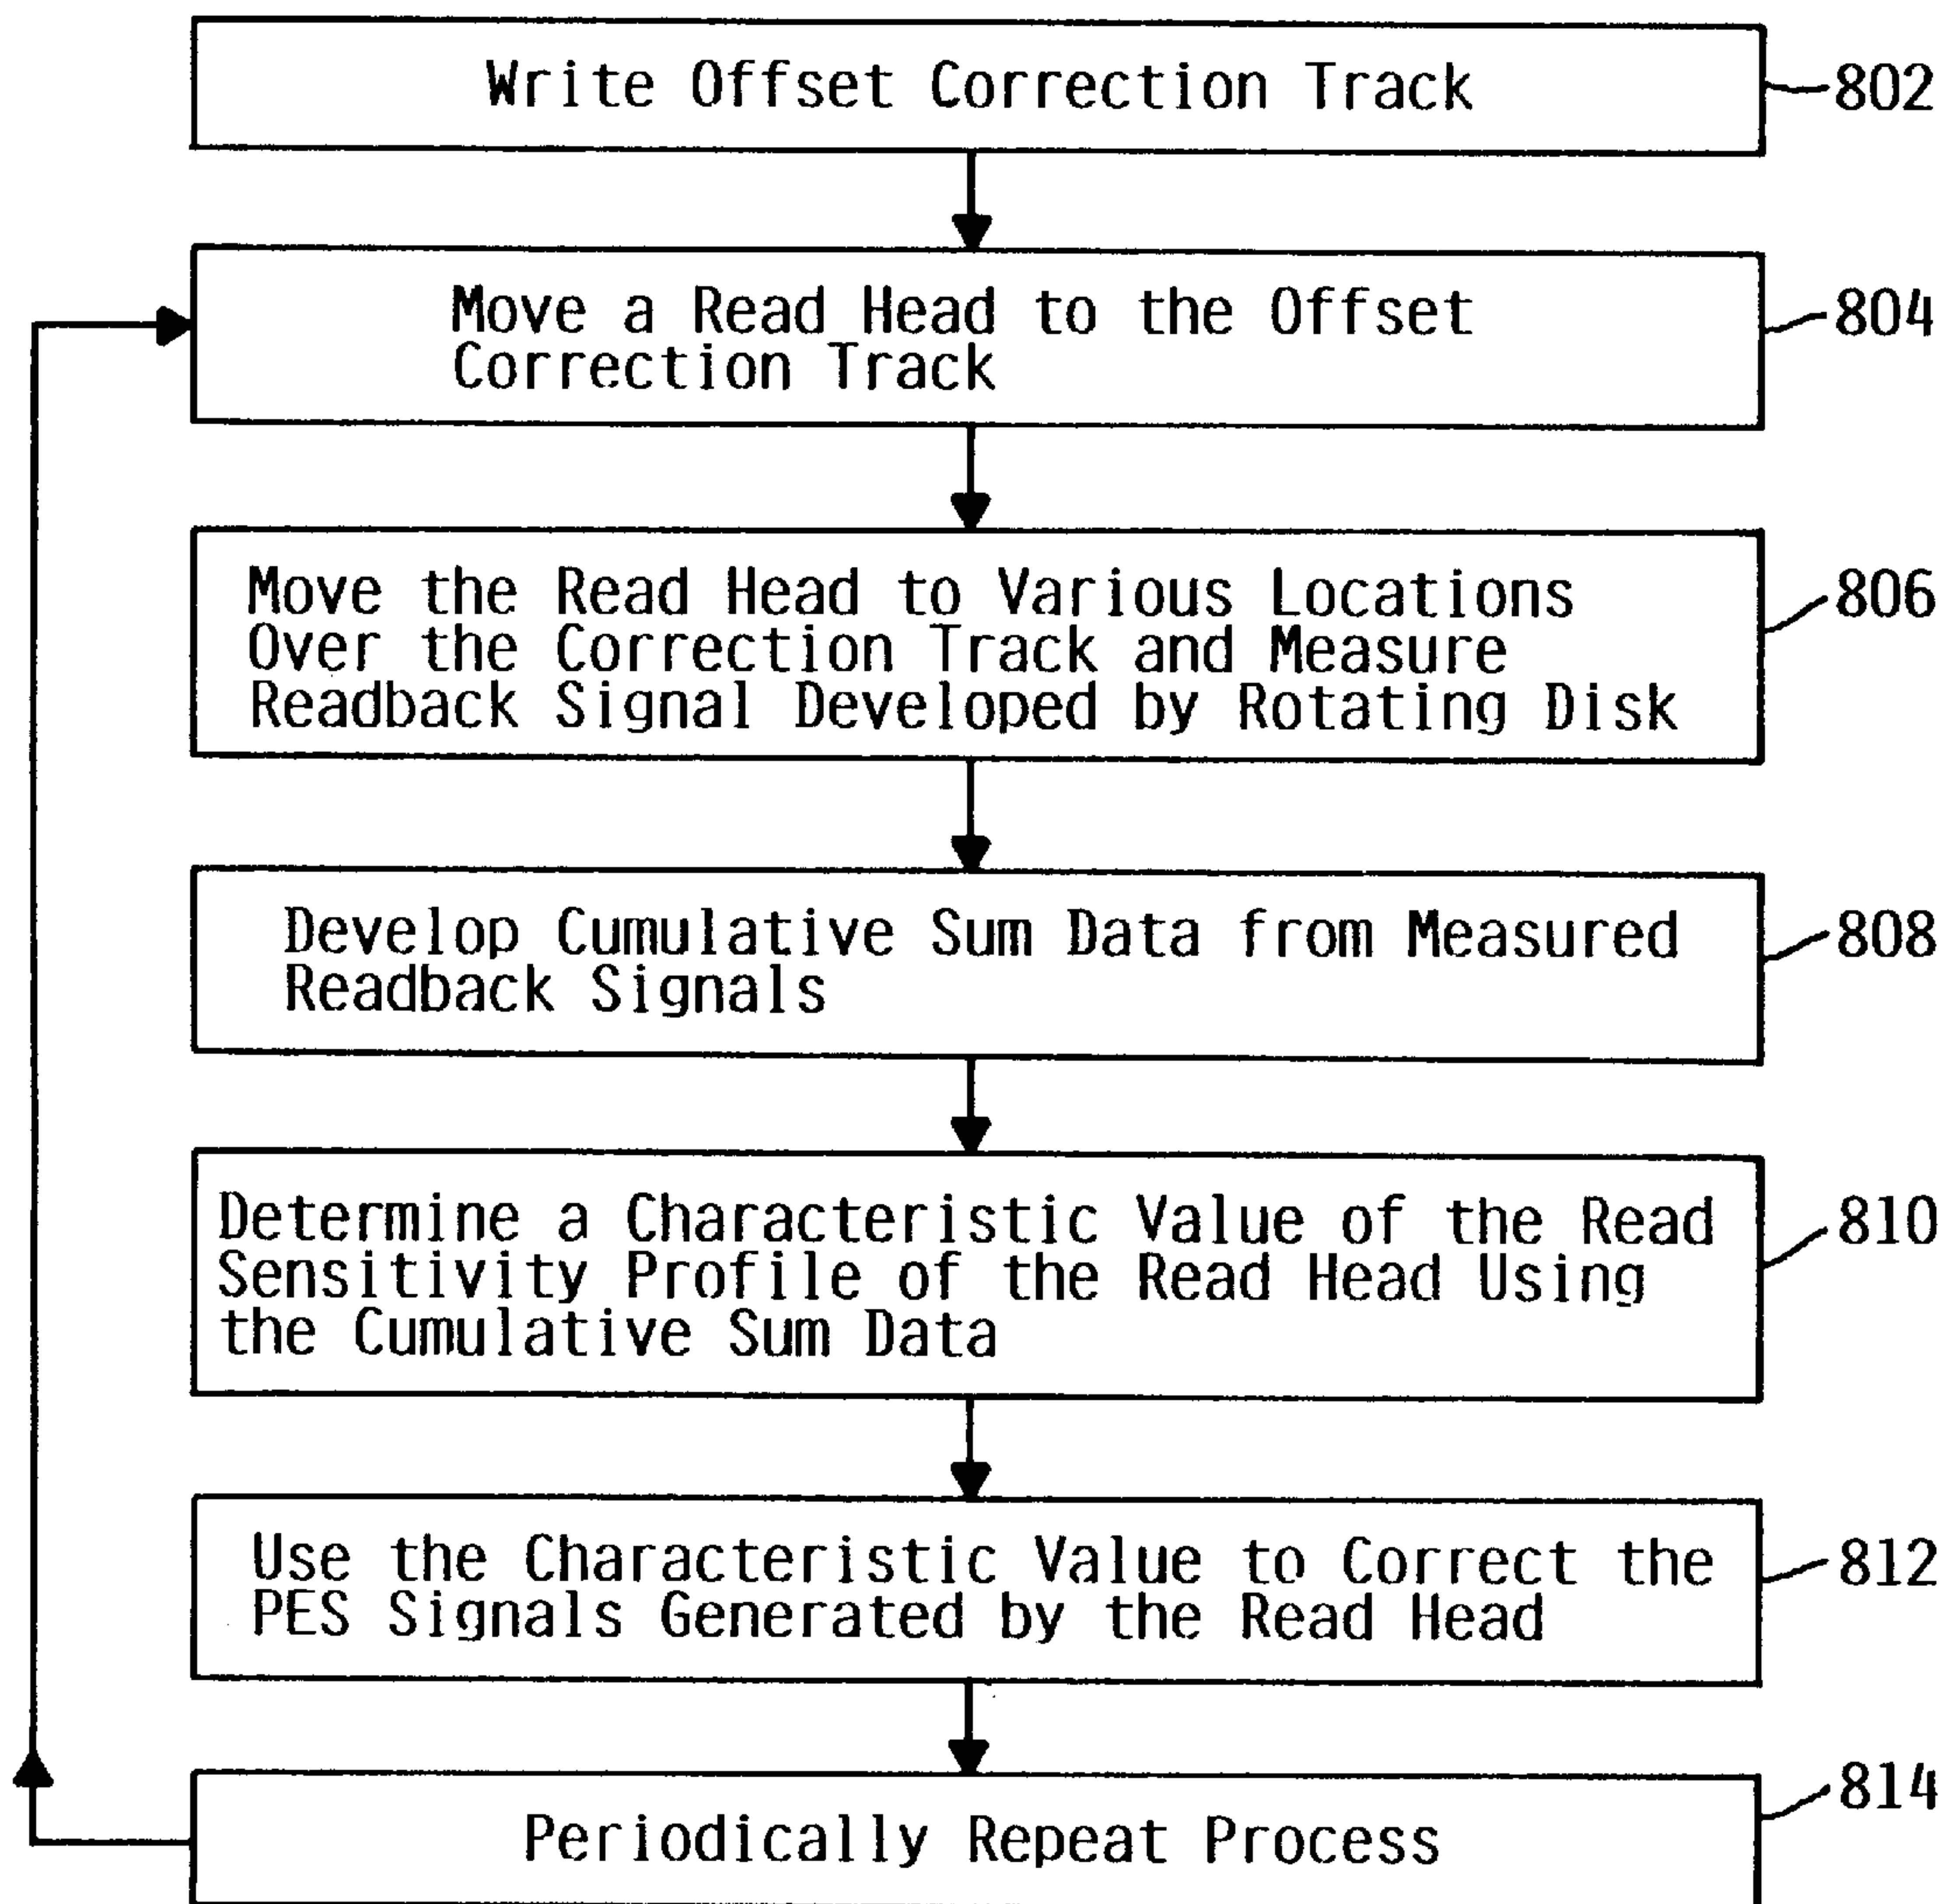 Write Offset Correction Track
802
Move a Read Head to the Offset
Correction Track
804
Move the Read Head to Various Locations
Over the Correction Track and Measure
Readback Signal Developed by Rotating Disk
806
Develop Cumulative Sum Data from Measured
Readback Signals
808
Determine a Characteristic Value of the Read
Sensitivity Profile of the Read Head Using
the Cumulative Sum Data
810
Use the Characteristic Value to Correct the
PES Signals Generated by the Read Head
812
Periodically Repeat Process
814